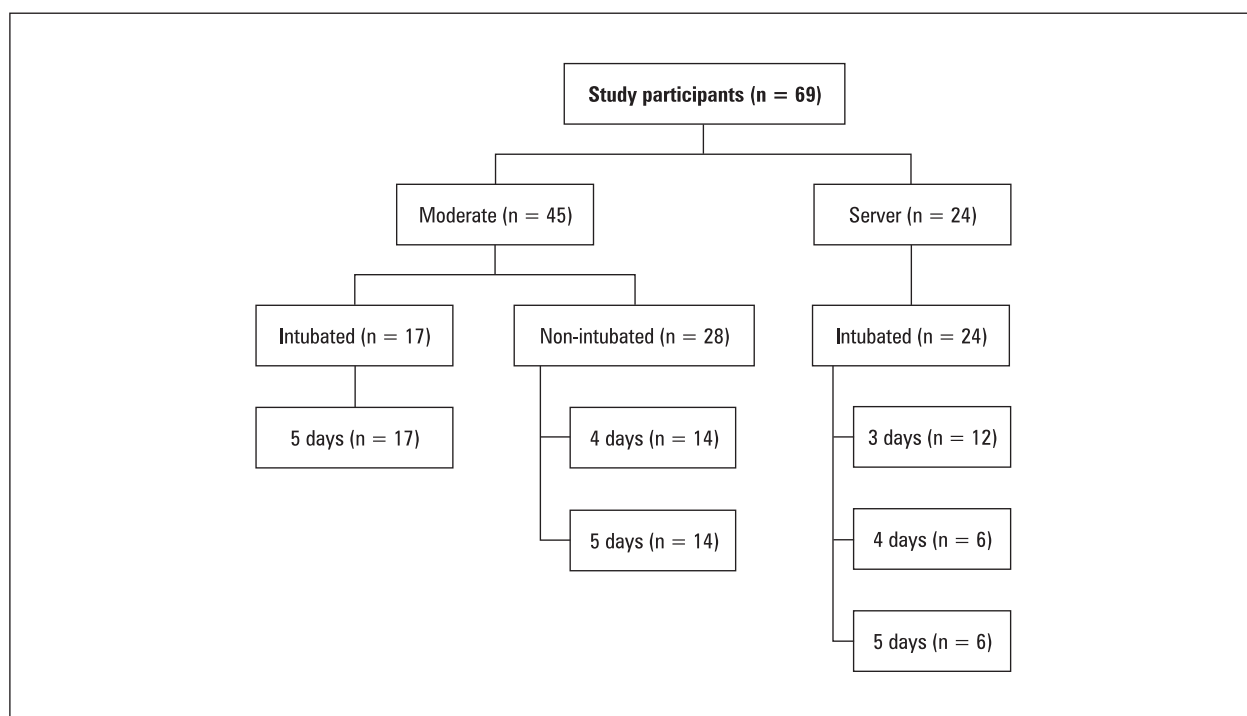 Study participants (n = 69)
Moderate (n = 45)
Server (n = 24)
Intubated (n = 17)
Non-intubated (n = 28)
Intubated (n = 24)
5 days (n = 17)
4 days (n = 14)
3 days (n = 12)
5 days (n = 14)
4 days (n = 6)
5 days (n = 6)